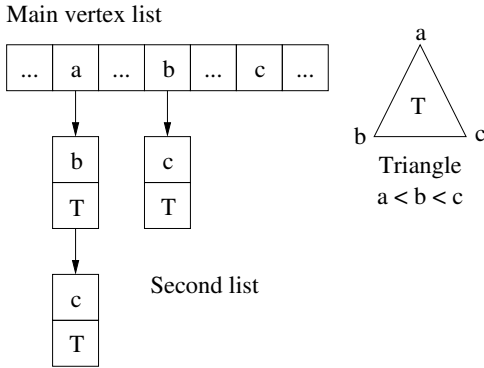 Main vertex list
... a ... b ... c ...
a
T
b c
b c
T T
Triangle
a < b < c
c
T
Second list